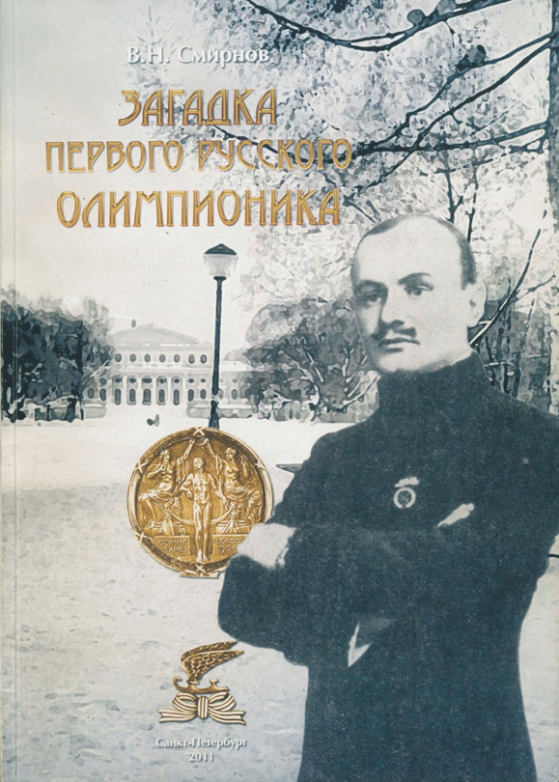 В.Н. Смирнов
ЗАГАДКА
ПЕРВОГО РУССКОГО
ОЛИМПИОНИКА
Санкт-Петербург
2011